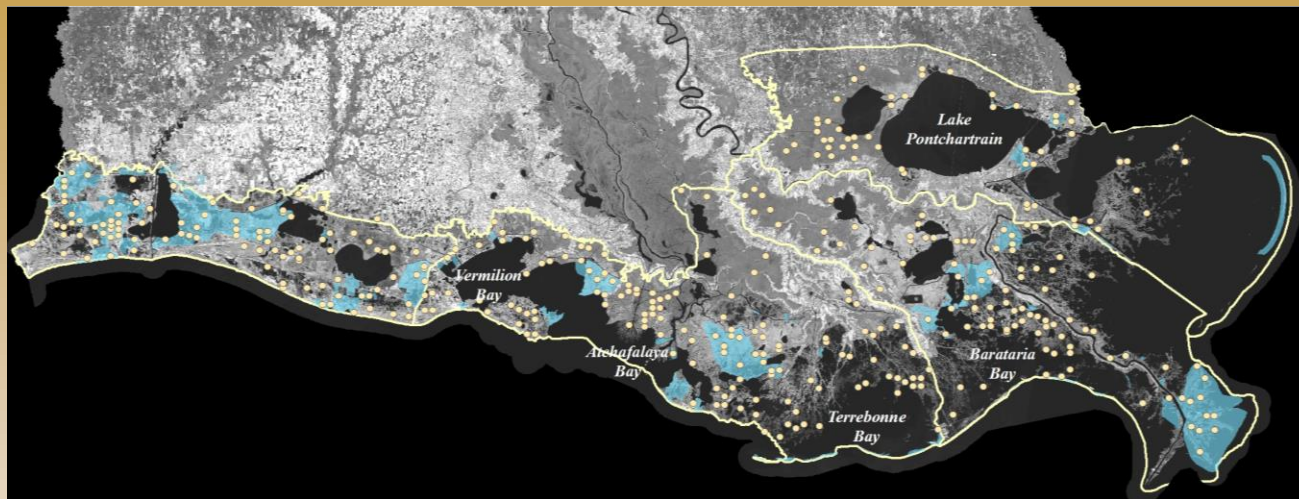 Lake
Pontchartrain
Vermilion
Bay
Atchafalaya
Bay
Barataria
Bay
Terrebonne
Bay